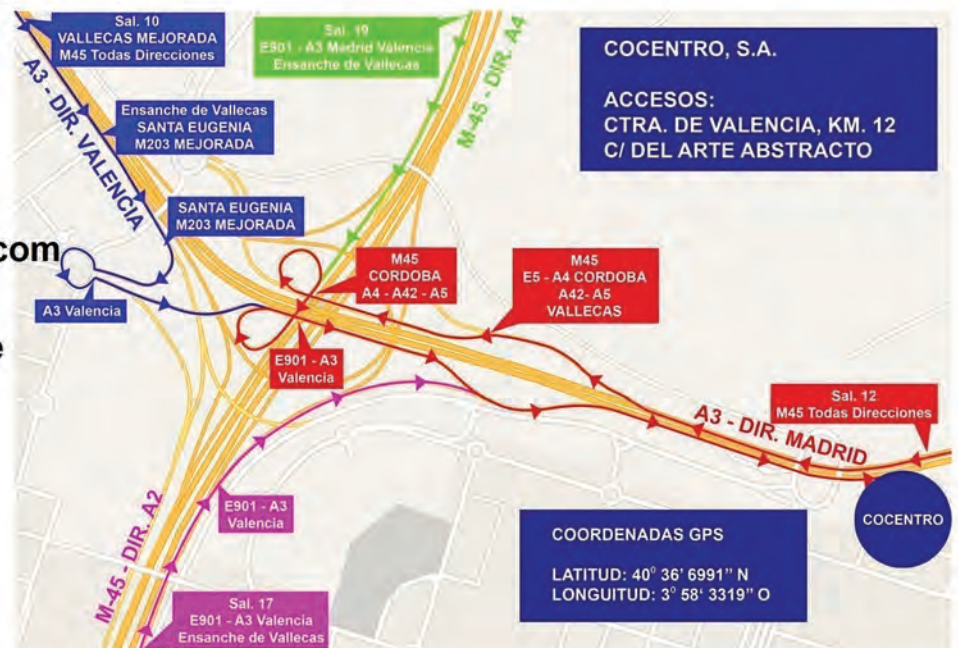 Sal. 10
VALLECAS MEJORADA
M45 Todas Direcciones
Sal. 19
E901 - A3 Madrid Valencia
Ensanche de Vallecas
COCENTRO, S.A.
ACCESOS:
CTRA. DE VALENCIA, KM. 12
C/ DEL ARTE ABSTRACTO
A3 - DIR. VALENCIA
M-45 - DIR. A4
Ensanche de Vallecas
SANTA EUGENIA
M203 MEJORADA
SANTA EUGENIA
M203 MEJORADA
com
A3 Valencia
M45
CORDOBA
A4 - A42 - A5
M45
E5 - A4 CORDOBA
A42- A5
VALLECAS
e
E901 - A3
Valencia
Sal. 12
M45 Todas Direcciones
A3 - DIR. MADRID
E901 - A3
Valencia
M-45 - DIR. A2
COCENTRO
COORDENADAS GPS
LATITUD: 40º 36' 6991” N
LONGUITUD: 3º 58‘ 3319” O
Sal. 17
E901 - A3 Valencia
Ensanche de Vallecas